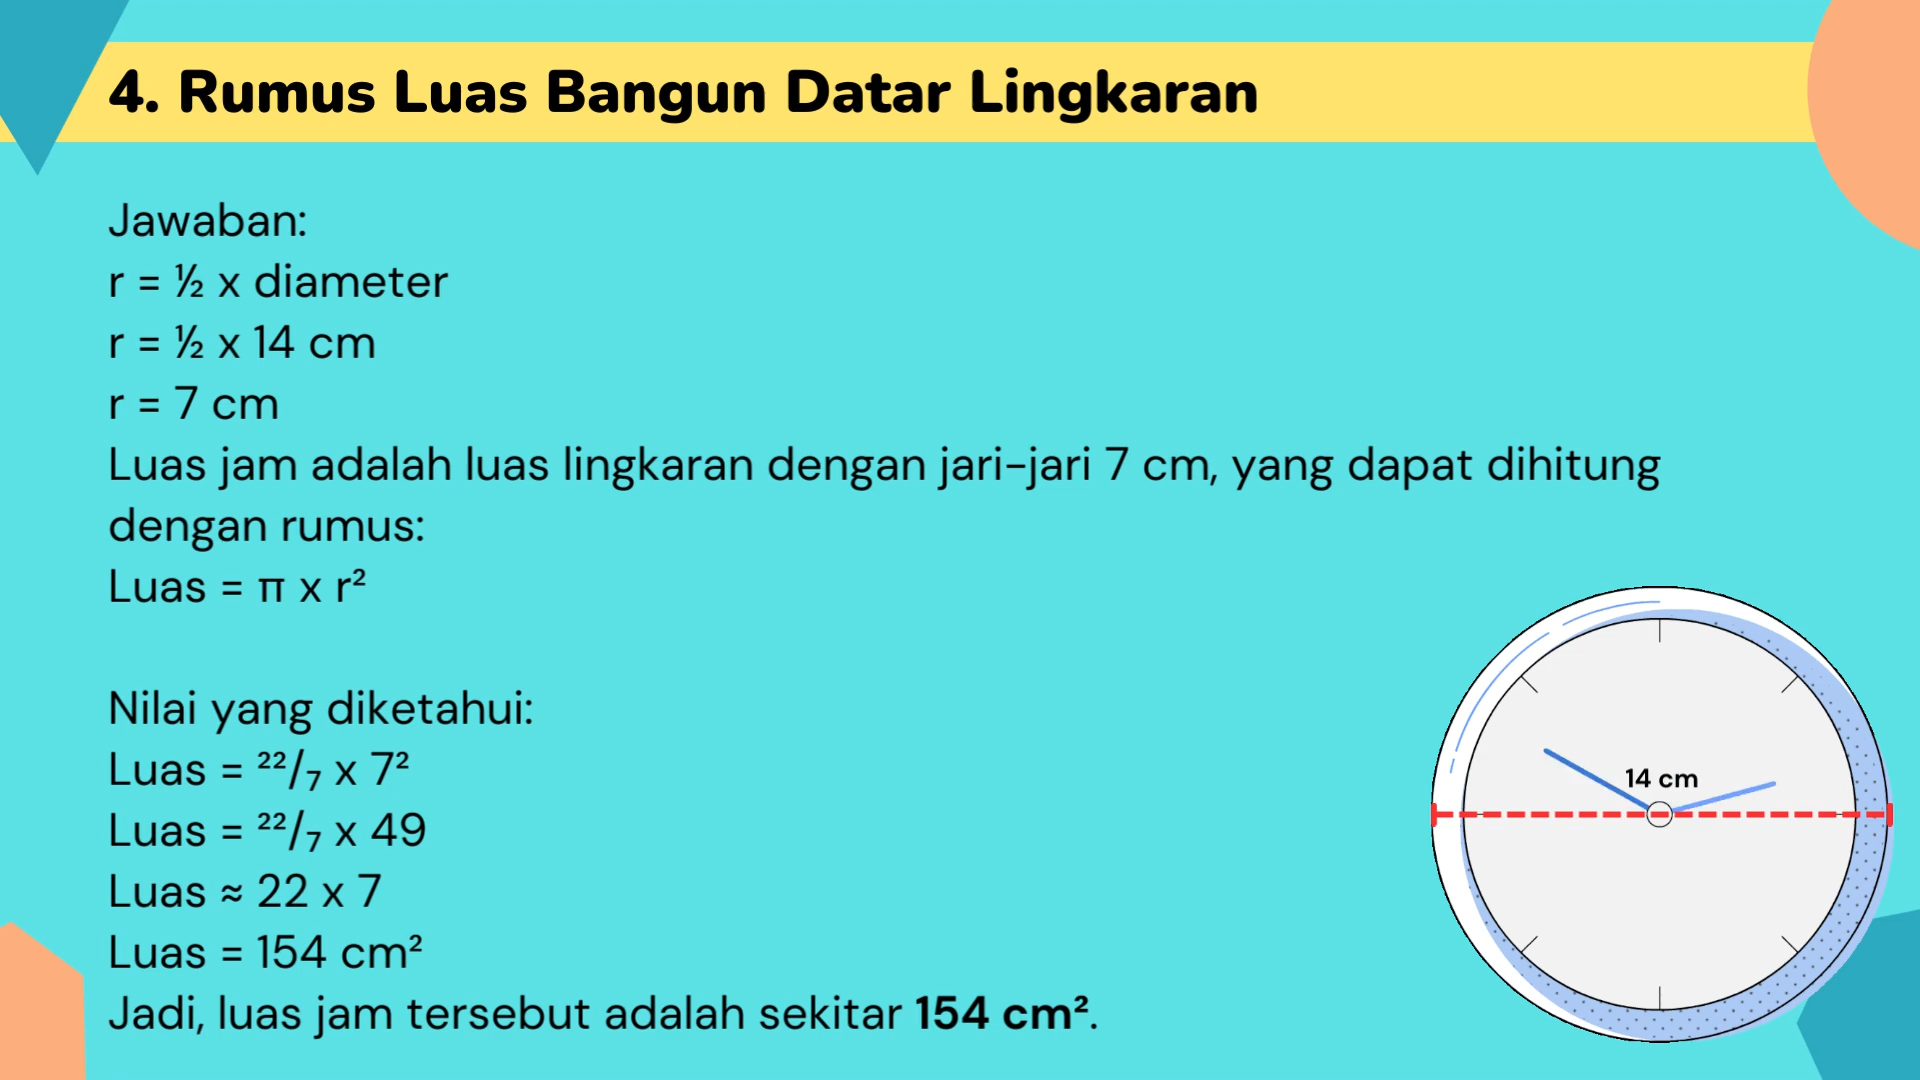 4. Rumus Luas Bangun Datar Lingkaran
Jawaban:
r = ½ x diameter
r = ½ x 14 cm
r = 7 cm
Luas jam adalah luas lingkaran dengan jari-jari 7 cm, yang dapat dihitung
dengan rumus:
Luas = π x r²
Nilai yang diketahui:
Luas = ²²/₇ x 7²
Luas = ²²/₇ x 49
Luas ≈ 22 x 7
Luas = 154 cm²
Jadi, luas jam tersebut adalah sekitar 154 cm².
14 cm